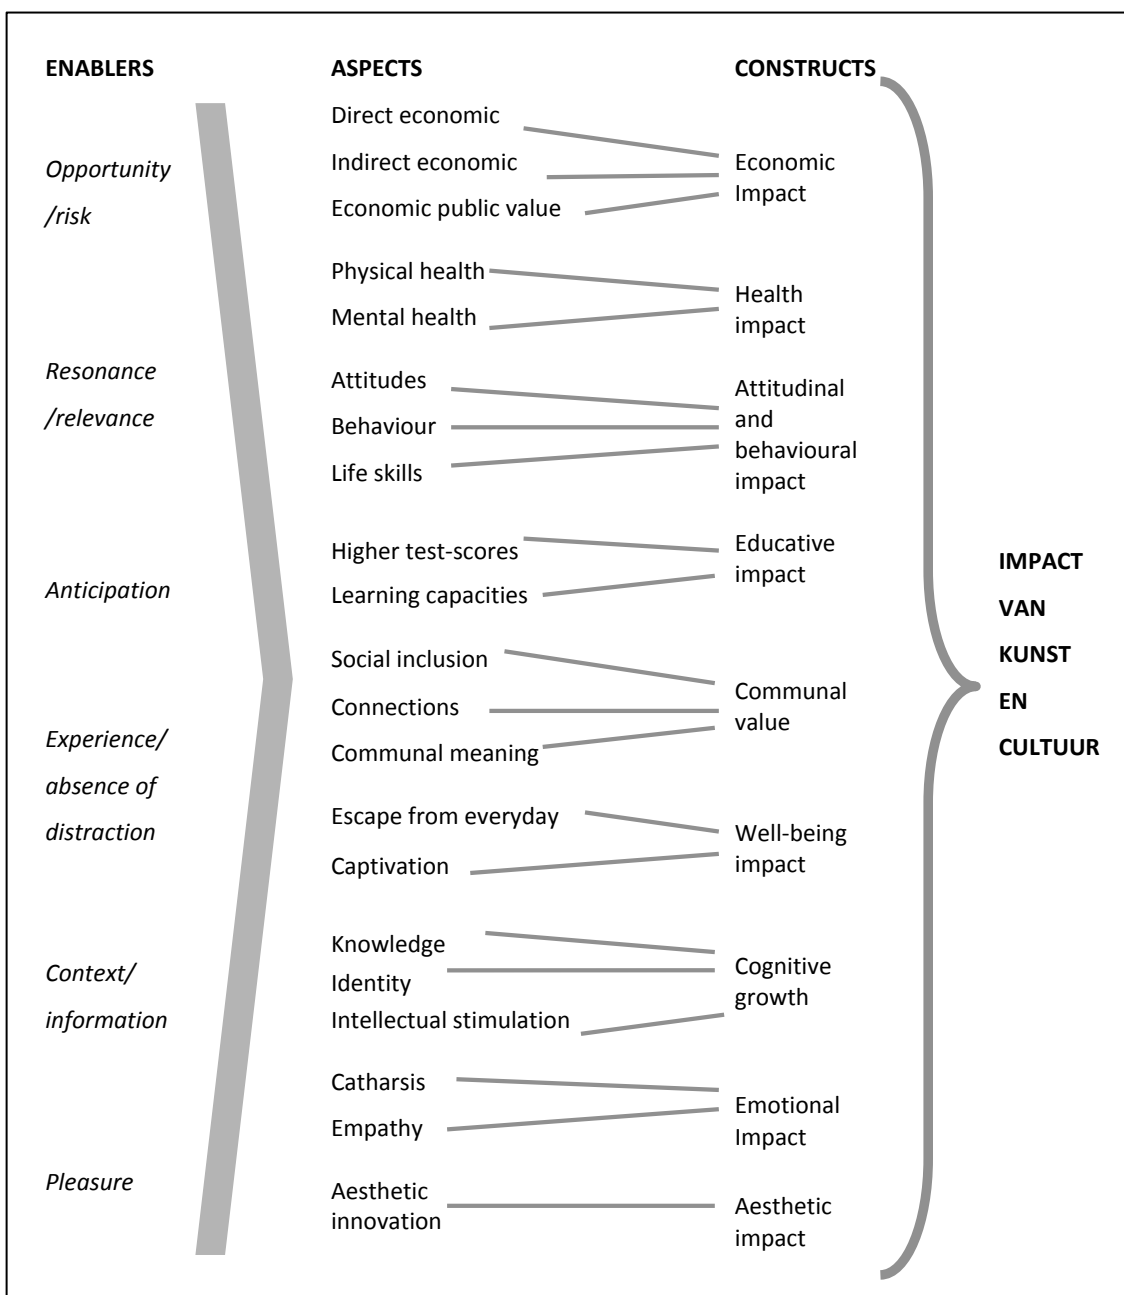 ENABLERS
Opportunity
/risk
Resonance
/relevance
Anticipation
Experience/
absence of
distraction
Context/
information
Pleasure
ASPECTS
Direct economic
Indirect economic
Economic public value
Physical health
Mental health
Attitudes
Behaviour
Life skills
Higher test-scores
Learning capacities
Social inclusion
Connections
Communal meaning
Escape from everyday
Captivation
Knowledge
Identity
Intellectual stimulation
Catharsis
Empathy
Aesthetic
innovation
CONSTRUCTS
Economic
Impact
Health
impact
Attitudinal
and
behavioural
impact
Educative
impact
Communal
value
Well-being
impact
Cognitive
growth
Emotional
Impact
Aesthetic
impact
IMPACT
VAN
KUNST
EN
CULTUUR